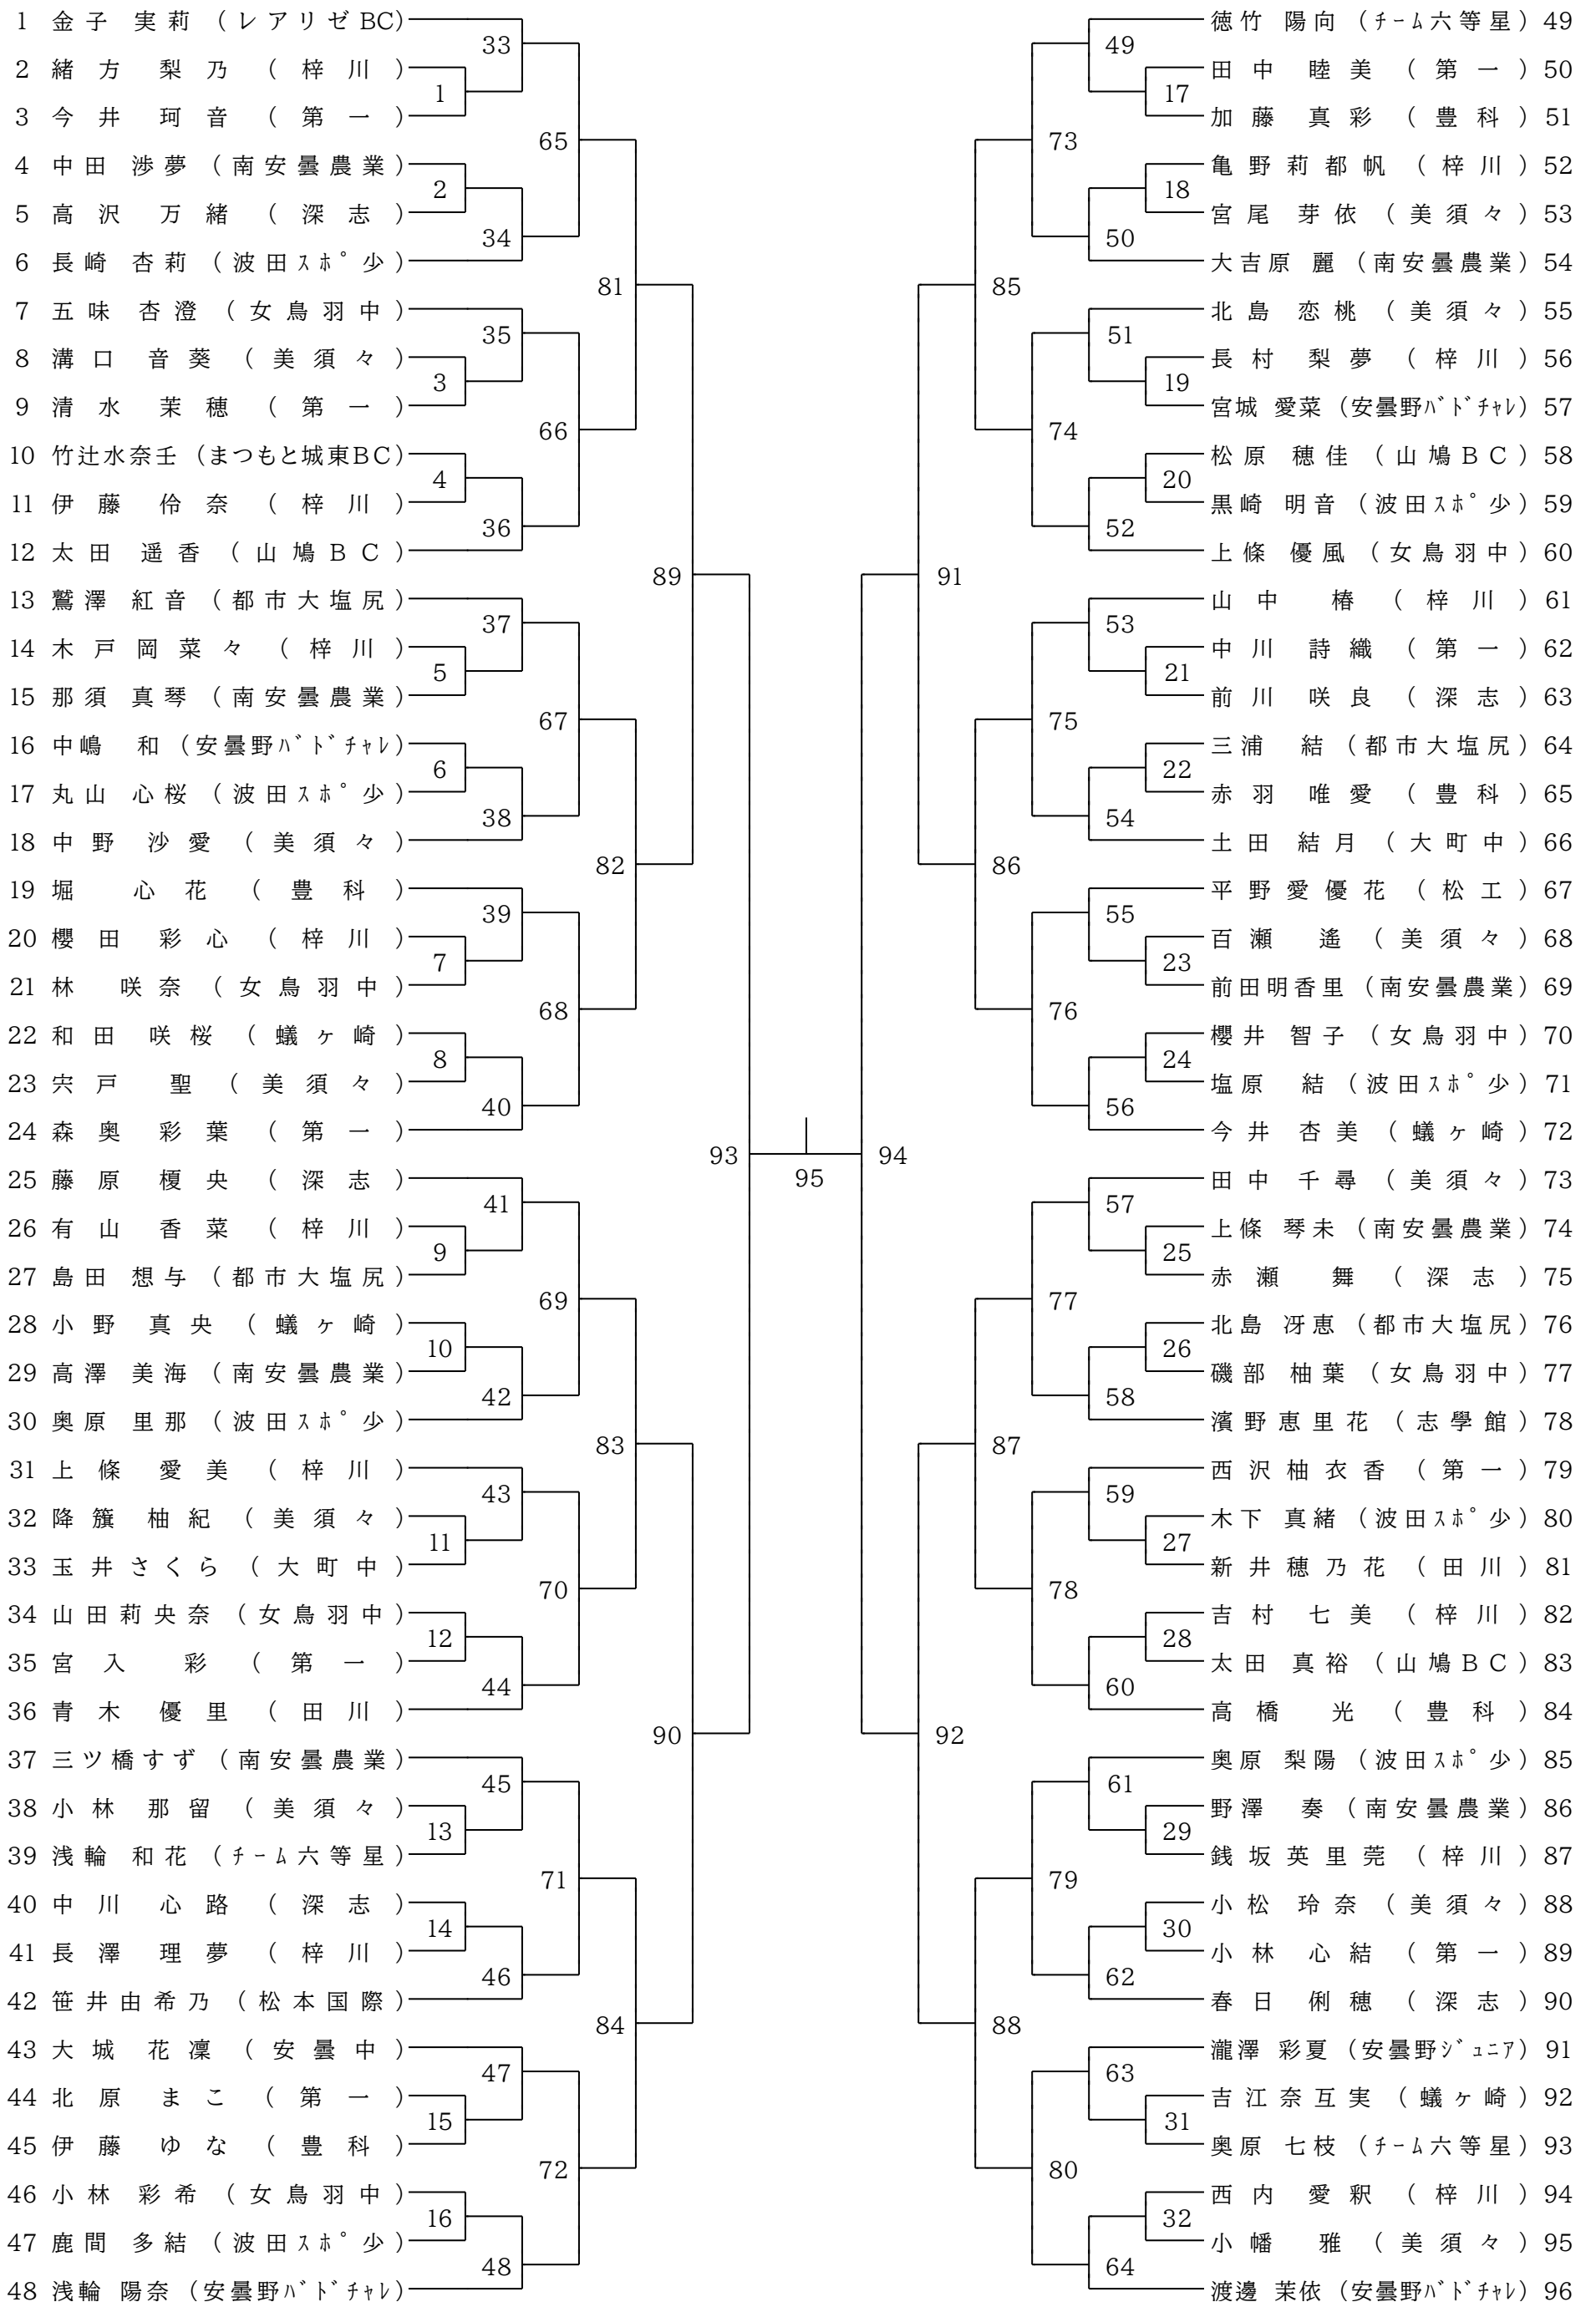 1 金子 実莉 (レアリゼBC)
2 緒方 梨乃 (梓川)
3 今井 珂音 (第一)
4 中田 渉夢 (南安曇農業)
5 高沢 万緒 (深志)
6 長崎 杏莉 (波田スポ少)
7 五味 杏澄 (女鳥羽中)
8 溝口 音葵 (美須々)
9 清水 茉穂 (第一)
10 竹辻水奈壬 (まつもと城東BC)
11 伊藤 伶奈 (梓川)
12 太田 遥香 (山鳩BC)
13 鷲澤 紅音 (都市大塩尻)
14 木戸岡菜々 (梓川)
15 那須 真琴 (南安曇農業)
16 中嶋 和 (安曇野バドチャレ)
17 丸山 心桜 (波田スポ少)
18 中野 沙愛 (美須々)
19 堀 心花 (豊科)
20 櫻田 彩心 (梓川)
21 林 咲奈 (女鳥羽中)
22 和田 咲桜 (蟻ヶ崎)
23 宍戸 聖 (美須々)
24 森奥 彩葉 (第一)
25 藤原 榎央 (深志)
26 有山 香菜 (梓川)
27 島田 想与 (都市大塩尻)
28 小野 真央 (蟻ヶ崎)
29 高澤 美海 (南安曇農業)
30 奥原 里那 (波田スポ少)
31 上條 愛美 (梓川)
32 降籏 柚紀 (美須々)
33 玉井さくら (大町中)
34 山田莉央奈 (女鳥羽中)
35 宮入 彩 (第一)
36 青木 優里 (田川)
37 三ツ橋すず (南安曇農業)
38 小林 那留 (美須々)
39 浅輪 和花 (チーム六等星)
40 中川 心路 (深志)
41 長澤 理夢 (梓川)
42 笹井由希乃 (松本国際)
43 大城 花凜 (安曇中)
44 北原 まこ (第一)
45 伊藤 ゆな (豊科)
46 小林 彩希 (女鳥羽中)
47 鹿間 多結 (波田スポ少)
48 浅輪 陽奈 (安曇野バドチャレ)
1
2
3
4
5
6
7
8
9
10
11
12
13
14
15
16
33
34
35
36
37
38
39
40
41
42
43
44
45
46
47
48
65
66
67
68
69
70
71
72
81
82
83
84
89
90
93
95
94
91
92
85
86
87
88
73
74
75
76
77
78
79
80
49
50
51
52
53
54
55
56
57
58
59
60
61
62
63
64
17
18
19
20
21
22
23
24
25
26
27
28
29
30
31
32
徳竹 陽向 (チーム六等星) 49
田中 睦美 (第一) 50
加藤 真彩 (豊科) 51
亀野莉都帆 (梓川) 52
宮尾 芽依 (美須々) 53
大吉原 麗 (南安曇農業) 54
北島 恋桃 (美須々) 55
長村 梨夢 (梓川) 56
宮城 愛菜 (安曇野バドチャレ) 57
松原 穂佳 (山鳩BC) 58
黒崎 明音 (波田スポ少) 59
上條 優風 (女鳥羽中) 60
山中 椿 (梓川) 61
中川 詩織 (第一) 62
前川 咲良 (深志) 63
三浦 結 (都市大塩尻) 64
赤羽 唯愛 (豊科) 65
土田 結月 (大町中) 66
平野愛優花 (松工) 67
百瀬 遙 (美須々) 68
前田明香里 (南安曇農業) 69
櫻井 智子 (女鳥羽中) 70
塩原 結 (波田スポ少) 71
今井 杏美 (蟻ヶ崎) 72
田中 千尋 (美須々) 73
上條 琴未 (南安曇農業) 74
赤瀬 舞 (深志) 75
北島 冴恵 (都市大塩尻) 76
磯部 柚葉 (女鳥羽中) 77
濱野恵里花 (志學館) 78
西沢柚衣香 (第一) 79
木下 真緒 (波田スポ少) 80
新井穂乃花 (田川) 81
吉村 七美 (梓川) 82
太田 真裕 (山鳩BC) 83
高橋 光 (豊科) 84
奥原 梨陽 (波田スポ少) 85
野澤 奏 (南安曇農業) 86
銭坂英里莞 (梓川) 87
小松 玲奈 (美須々) 88
小林 心結 (第一) 89
春日 俐穂 (深志) 90
瀧澤 彩夏 (安曇野ジュニア) 91
吉江奈互実 (蟻ヶ崎) 92
奥原 七枝 (チーム六等星) 93
西内 愛釈 (梓川) 94
小幡 雅 (美須々) 95
渡邊 茉依 (安曇野バドチャレ) 96